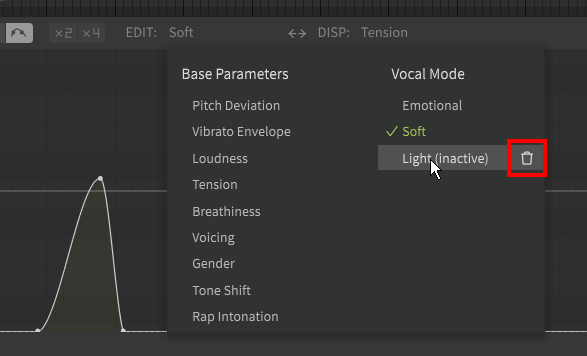 ×2 ×4 EDIT: Soft DISP: Tension
Base Parameters
Pitch Deviation
Vibrato Envelope
Loudness
Tension
Breathiness
Voicing
Gender
Tone Shift
Rap Intonation
Vocal Mode
Emotional
Soft
Light (inactive)